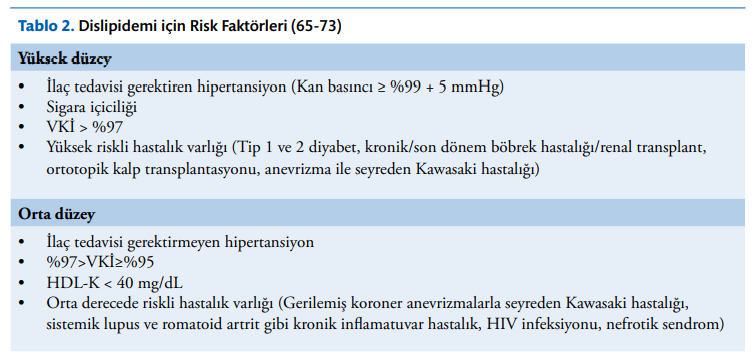 Tablo 2. Dislipidemi için Risk Faktörleri (65-73)
Yüksek düzey
• İlaç tedavisi gerektiren hipertansiyon (Kan basıncı ≥ %99 + 5 mmHg)
• Sigara içiciliği
• VKİ > %97
• Yüksek riskli hastalık varlığı (Tip 1 ve 2 diyabet, kronik/son dönem böbrek hastalığı/renal transplant,
ortotopik kalp transplantasyonu, anevrizma ile seyreden Kawasaki hastalığı)
Orta düzey
• İlaç tedavisi gerektirmeyen hipertansiyon
• %97>VKİ≥%95
• HDL-K < 40 mg/dL
• Orta derecede riskli hastalık varlığı (Gerilemiş koroner anevrizmalarla seyreden Kawasaki hastalığı,
sistemik lupus ve romatoid artrit gibi kronik inflamatuvar hastalık, HIV infeksiyonu, nefrotik sendrom)